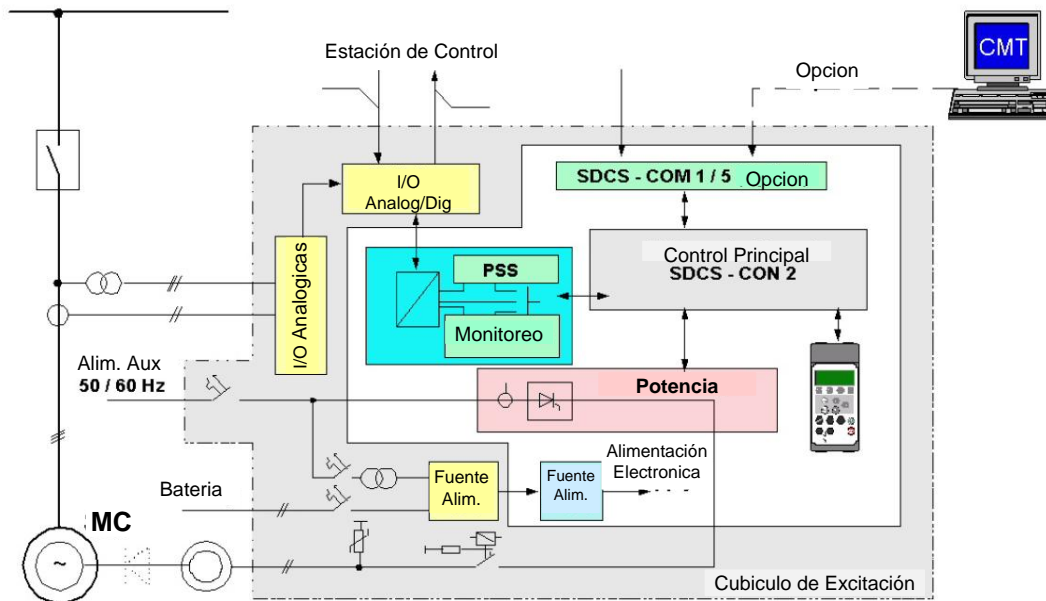 CMT
Estación de Control
Opcion
SDCS - COM 1 / 5 Opcion
I/O
Analog/Dig
Control Principal
SDCS - CON 2
PSS
Monitoreo
I/O Analogicas
Alim. Aux
50 / 60 Hz
Potencia
Alimentación
Electronica
Fuente
Alim.
Fuente
Alim.
Bateria
MC
~
Cubiculo de Excitación